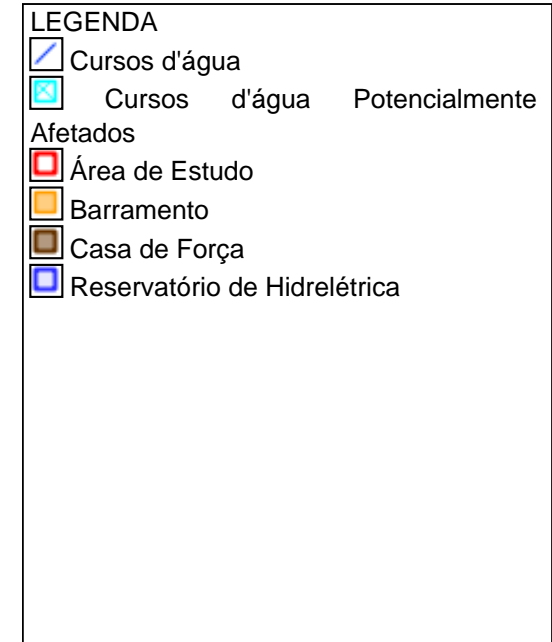 LEGENDA
Cursos d'água
Cursos d'água Potencialmente
Afetados
Área de Estudo
Barramento
Casa de Força
Reservatório de Hidrelétrica